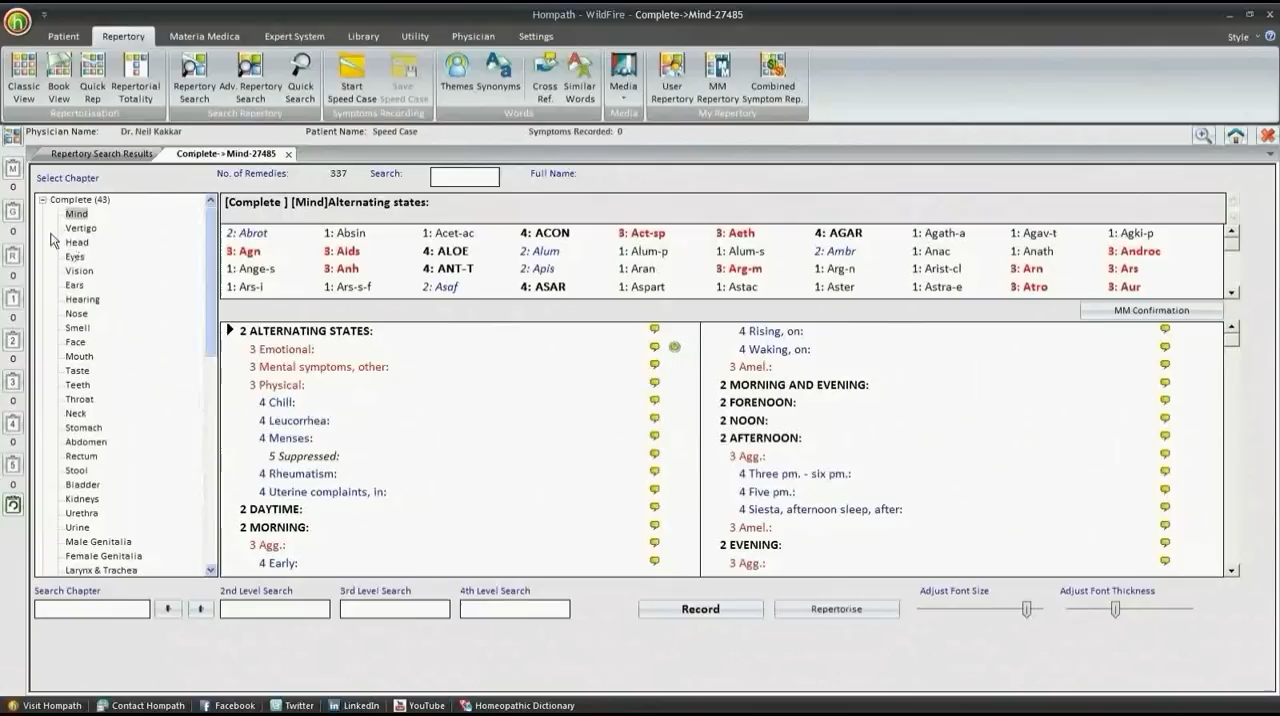 Hompath - WildFire - Complete->Mind-27485
Patient Repertory Materia Medica Expert System Library Utility Physician Settings Style
Classic View Book View Quick Rep Repertorial Totality Repertory Search Adv. Repertory Search Quick Search Start Speed Case Save Speed Case Themes Synonyms Cross Ref. Similar Words Media User Repertory MM Repertory Combined Symptom Rep.
Repertorisation Search Repertory Symptoms Recording Words Media My Repertory
Physician Name: Dr. Neil Kakkar Patient Name: Speed Case Symptoms Recorded: 0
Repertory Search Results Complete->Mind-27485
Select Chapter No. of Remedies: 337 Search: Full Name:
M
0
G
0
R
0
1
0
2
0
3
0
4
0
5
0
Complete (43)
Mind
Vertigo
Head
Eyes
Vision
Ears
Hearing
Nose
Smell
Face
Mouth
Taste
Teeth
Throat
Neck
Stomach
Abdomen
Rectum
Stool
Bladder
Kidneys
Urethra
Urine
Male Genitalia
Female Genitalia
Larynx & Trachea
[Complete ] [Mind]Alternating states:
2: Abrot 1: Absin 1: Acet-ac 4: ACON 3: Act-sp 3: Aeth 4: AGAR 1: Agath-a 1: Agav-t 1: Agki-p
3: Agn 3: Aids 4: ALOE 2: Alum 1: Alum-p 1: Alum-s 2: Ambr 1: Anac 1: Anath 3: Androc
1: Ange-s 3: Anh 4: ANT-T 2: Apis 1: Aran 3: Arg-m 1: Arg-n 1: Arist-cl 3: Arn 3: Ars
1: Ars-i 1: Ars-s-f 2: Asaf 4: ASAR 1: Aspart 1: Astac 1: Aster 1: Astra-e 3: Atro 3: Aur
MM Confirmation
2 ALTERNATING STATES:
3 Emotional:
3 Mental symptoms, other:
3 Physical:
4 Chill:
4 Leucorrhea:
4 Menses:
5 Suppressed:
4 Rheumatism:
4 Uterine complaints, in:
2 DAYTIME:
2 MORNING:
3 Agg.:
4 Early:
4 Rising, on:
4 Waking, on:
3 Amel.:
2 MORNING AND EVENING:
2 FORENOON:
2 NOON:
2 AFTERNOON:
3 Agg.:
4 Three pm. - six pm.:
4 Five pm.:
4 Siesta, afternoon sleep, after:
3 Amel.:
2 EVENING:
3 Agg.:
Search Chapter 2nd Level Search 3rd Level Search 4th Level Search Adjust Font Size Adjust Font Thickness
Record Repertorise
Visit Hompath Contact Hompath Facebook Twitter LinkedIn YouTube Homeopathic Dictionary